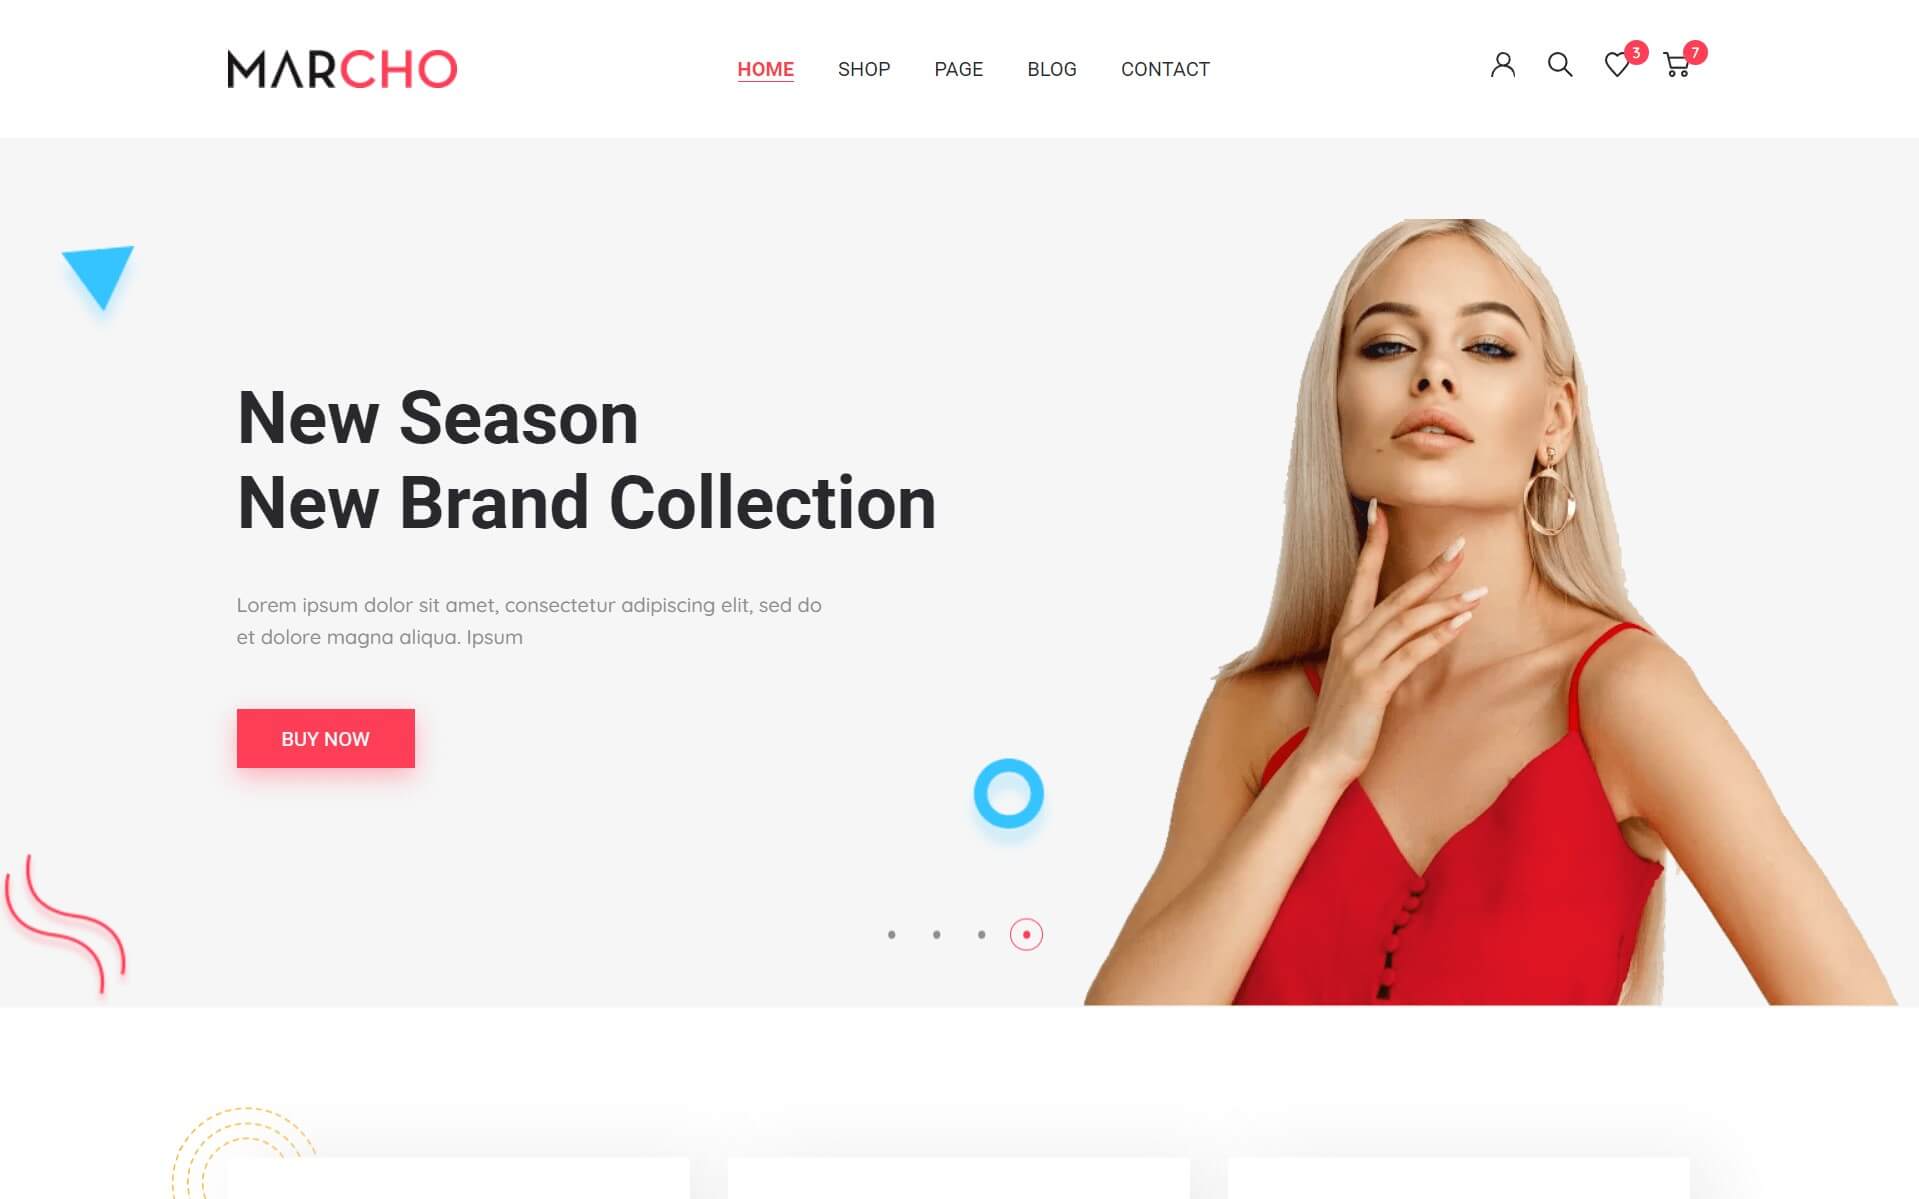 MARCHO
HOME SHOP PAGE BLOG CONTACT
3 7
New Season
New Brand Collection
Lorem ipsum dolor sit amet, consectetur adipiscing elit, sed do
et dolore magna aliqua. Ipsum
BUY NOW